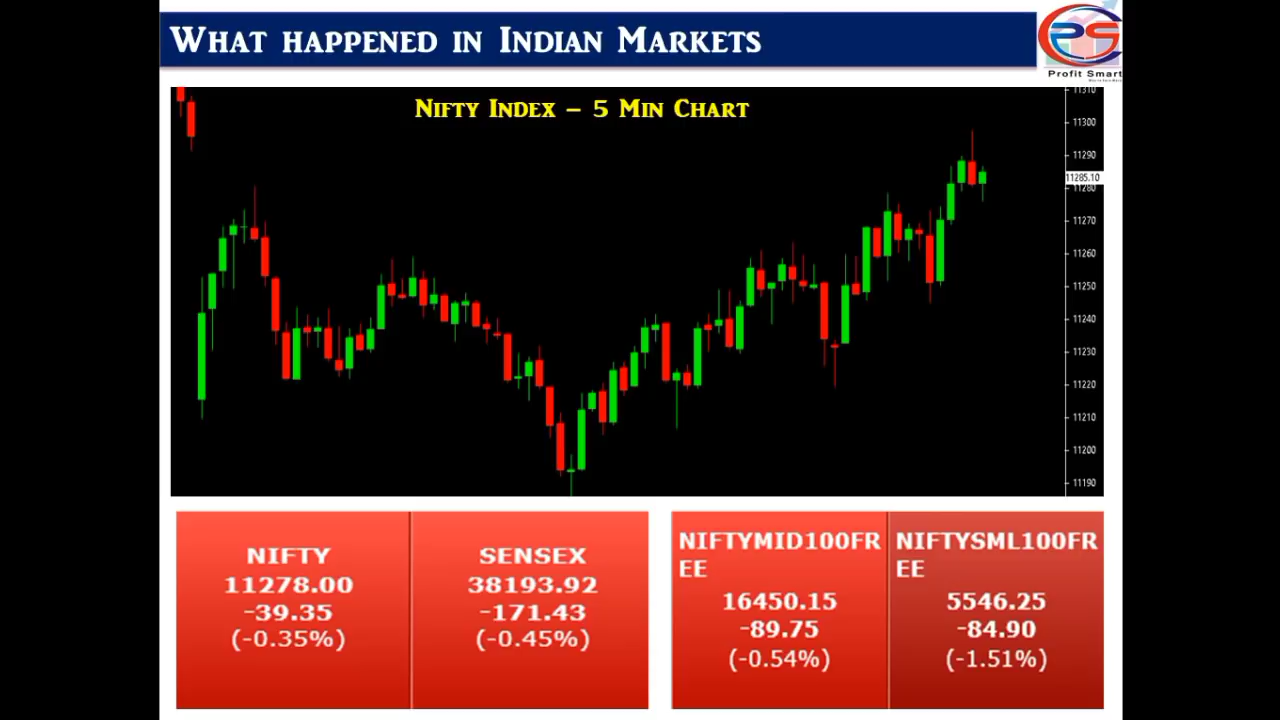 What happened in Indian Markets
PS
Profit Smart
Nifty Index – 5 Min Chart
11310
11300
11290
11285.10
11280
11270
11260
11250
11240
11230
11220
11210
11200
11190
NIFTY
11278.00
-39.35
(-0.35%)
SENSEX
38193.92
-171.43
(-0.45%)
NIFTYMID100FR
EE
16450.15
-89.75
(-0.54%)
NIFTYSML100FR
EE
5546.25
-84.90
(-1.51%)